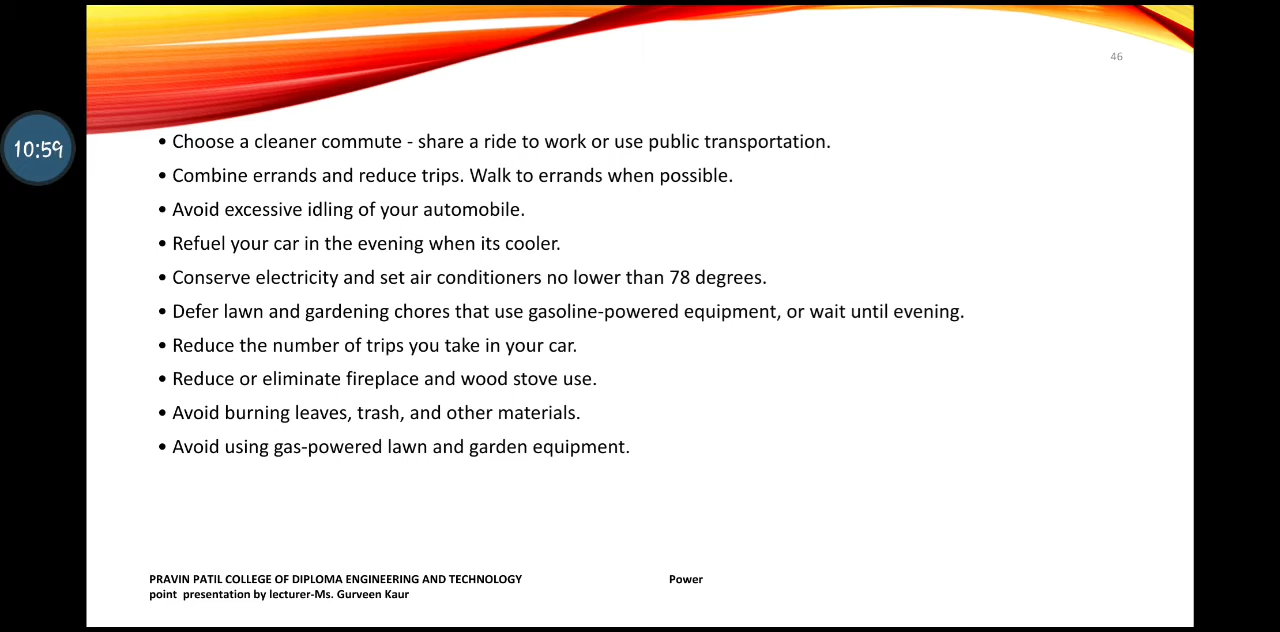 46
10:59
• Choose a cleaner commute - share a ride to work or use public transportation.
• Combine errands and reduce trips. Walk to errands when possible.
• Avoid excessive idling of your automobile.
• Refuel your car in the evening when its cooler.
• Conserve electricity and set air conditioners no lower than 78 degrees.
• Defer lawn and gardening chores that use gasoline-powered equipment, or wait until evening.
• Reduce the number of trips you take in your car.
• Reduce or eliminate fireplace and wood stove use.
• Avoid burning leaves, trash, and other materials.
• Avoid using gas-powered lawn and garden equipment.
PRAVIN PATIL COLLEGE OF DIPLOMA ENGINEERING AND TECHNOLOGY Power
point presentation by lecturer-Ms. Gurveen Kaur